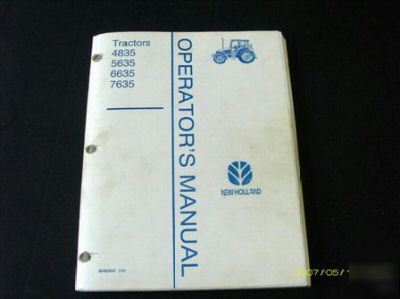 Tractors
4835
5635
6635
7635
OPERATOR'S MANUAL
NEW HOLLAND